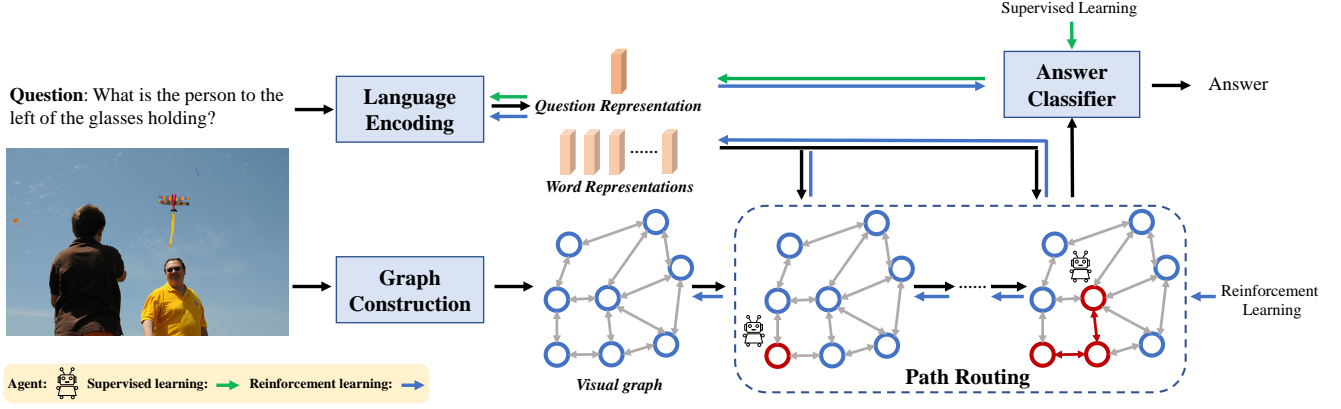 Supervised Learning
Question: What is the person to the
left of the glasses holding?
Language
Encoding
Question Representation
Answer
Classifier
Answer
......
Word Representations
Graph
Construction
Visual graph
......
Path Routing
Reinforcement
Learning
Agent:
Supervised learning:
Reinforcement learning: